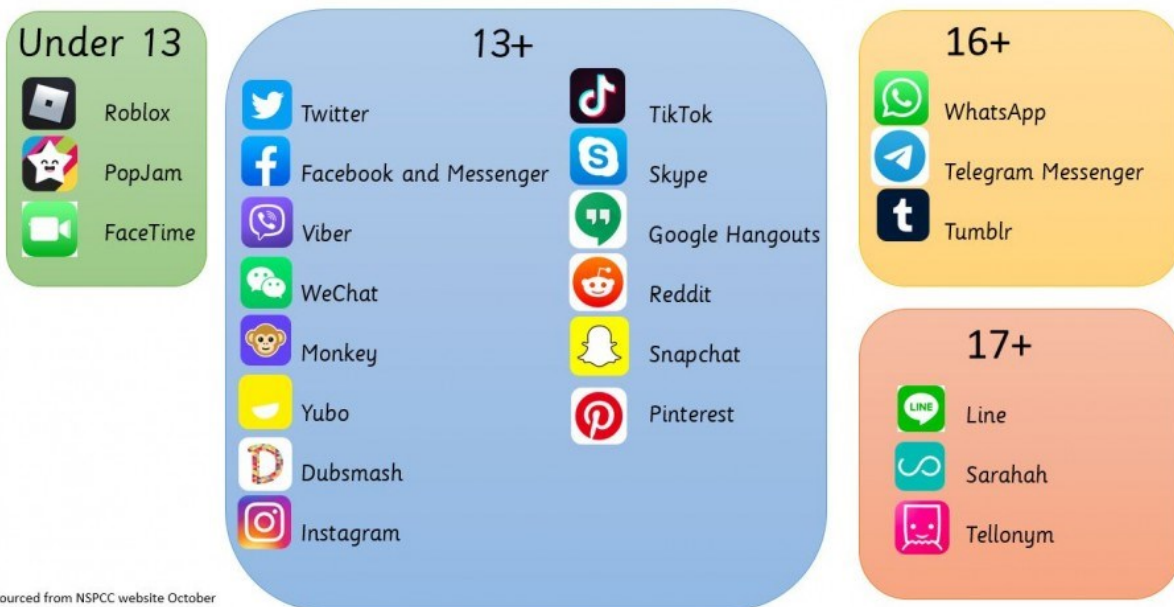 Under 13
Roblox
PopJam
FaceTime
13+
Twitter
Facebook and Messenger
Viber
WeChat
Monkey
Yubo
Dubsmash
Instagram
TikTok
Skype
Google Hangouts
Reddit
Snapchat
Pinterest
16+
WhatsApp
Telegram Messenger
t
Tumblr
17+
LINE
Line
Sarahah
Tellonym
ourced from NSPCC website October